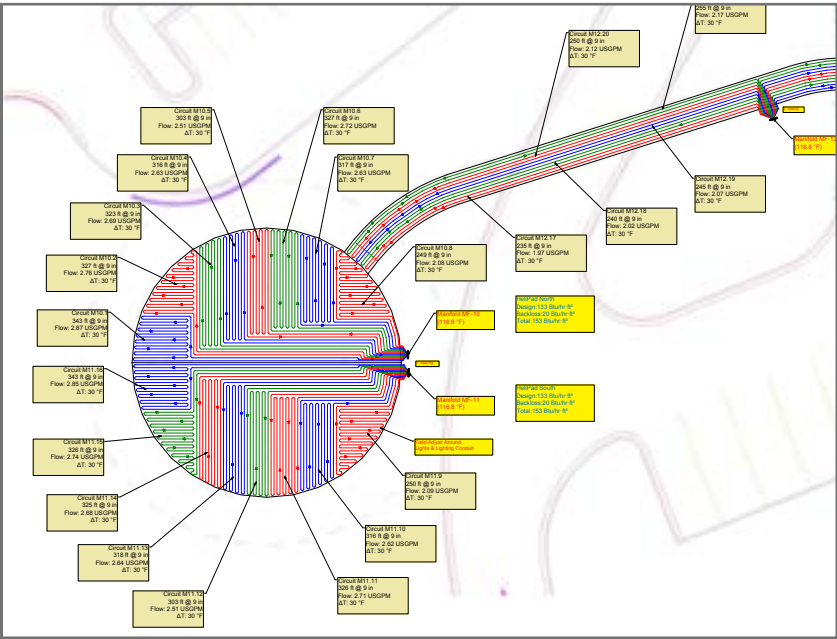 255 ft @ 9 in
Flow: 2.17 USGPM
ΔT: 30 °F
Circuit M12.20
250 ft @ 9 in
Flow: 2.12 USGPM
ΔT: 30 °F
Manifold MF-12
(116.8 °F)
Circuit M12.19
245 ft @ 9 in
Flow: 2.07 USGPM
ΔT: 30 °F
Circuit M12.18
240 ft @ 9 in
Flow: 2.02 USGPM
ΔT: 30 °F
Circuit M12.17
235 ft @ 9 in
Flow: 1.97 USGPM
ΔT: 30 °F
Circuit M10.5
303 ft @ 9 in
Flow: 2.51 USGPM
ΔT: 30 °F
Circuit M10.6
327 ft @ 9 in
Flow: 2.72 USGPM
ΔT: 30 °F
Circuit M10.4
316 ft @ 9 in
Flow: 2.63 USGPM
ΔT: 30 °F
Circuit M10.7
317 ft @ 9 in
Flow: 2.63 USGPM
ΔT: 30 °F
Circuit M10.3
323 ft @ 9 in
Flow: 2.69 USGPM
ΔT: 30 °F
Circuit M10.8
249 ft @ 9 in
Flow: 2.08 USGPM
ΔT: 30 °F
Circuit M10.2
327 ft @ 9 in
Flow: 2.76 USGPM
ΔT: 30 °F
Circuit M10.1
343 ft @ 9 in
Flow: 2.87 USGPM
ΔT: 30 °F
Manifold MF-10
(116.8 °F)
HeliPad North
Design:133 Btu/hr·ft²
Backloss:20 Btu/hr·ft²
Total:153 Btu/hr·ft²
Circuit M11.16
343 ft @ 9 in
Flow: 2.85 USGPM
ΔT: 30 °F
Manifold MF-11
(116.8 °F)
HeliPad South
Design:133 Btu/hr·ft²
Backloss:20 Btu/hr·ft²
Total:153 Btu/hr·ft²
Circuit M11.15
326 ft @ 9 in
Flow: 2.74 USGPM
ΔT: 30 °F
Field Adjust Around
Lights & Lighting Conduit
Circuit M11.9
250 ft @ 9 in
Flow: 2.09 USGPM
ΔT: 30 °F
Circuit M11.14
325 ft @ 9 in
Flow: 2.68 USGPM
ΔT: 30 °F
Circuit M11.10
316 ft @ 9 in
Flow: 2.62 USGPM
ΔT: 30 °F
Circuit M11.13
318 ft @ 9 in
Flow: 2.64 USGPM
ΔT: 30 °F
Circuit M11.11
326 ft @ 9 in
Flow: 2.71 USGPM
ΔT: 30 °F
Circuit M11.12
303 ft @ 9 in
Flow: 2.51 USGPM
ΔT: 30 °F